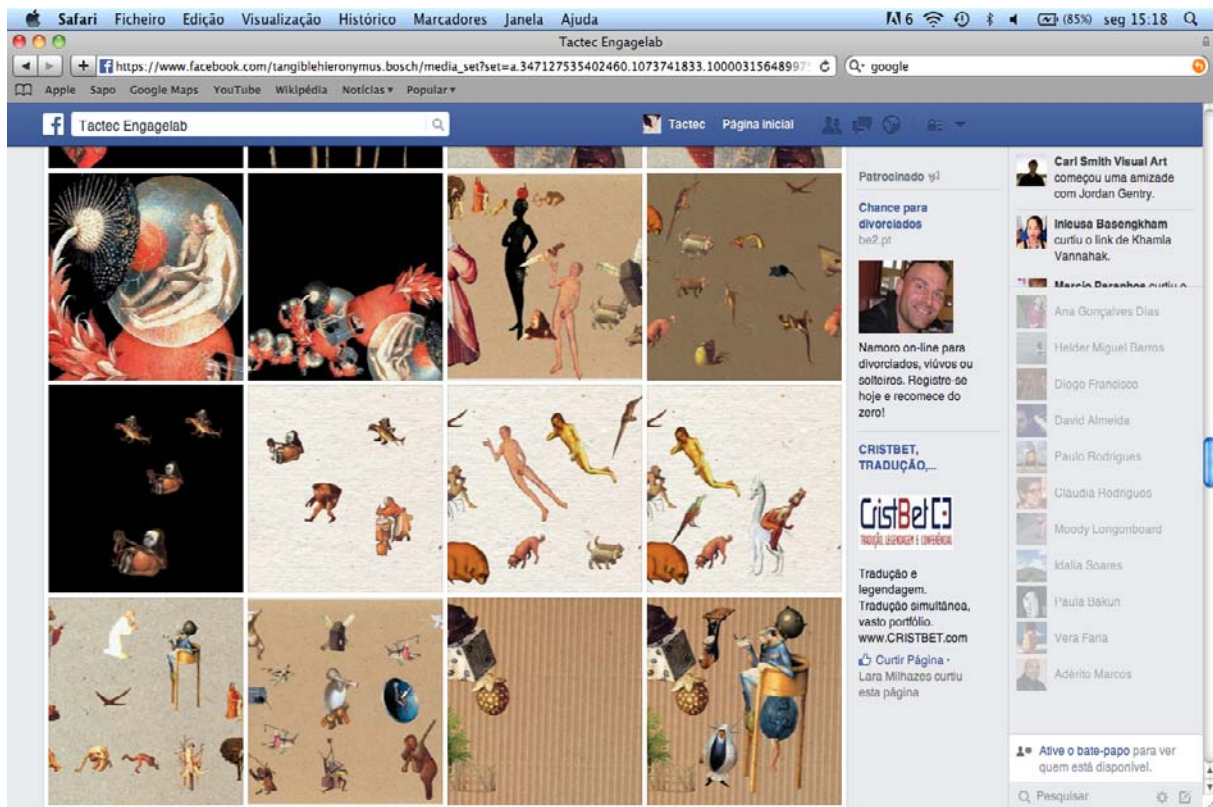 Safari Ficheiro Edição Visualização Histórico Marcadores Janela Ajuda
6 (85%) seg 15:18
Tactec Engagelab
https://www.facebook.com/tangiblehieronymus.bosch/media_set?set=a.347127535402460.1073741833.100003156489975
google
Apple Sapo Google Maps YouTube Wikipédia Notícias Popular
Tactec Engagelab
Tactec Página inicial
Patrocinado
Chance para
divorciados
be2.pt
Namoro on-line para
divorciados, viúvos ou
solteiros. Registre-se
hoje e recomece do
zero!
CRISTBET,
TRADUÇÃO,...
CristBet
TRADUÇÃO, LEGENDAGEM E CONFERÊNCIAS
Tradução e
legendagem.
Tradução simultânea,
vasto portfólio.
www.CRISTBET.com
Curtir Página ·
Lara Milhazes curtiu
esta página
Carl Smith Visual Art
começou uma amizade
com Jordan Gentry.
Inleusa Basengkham
curtiu o link de Khamla
Vannahak.
Ana Gonçalves Dias
Helder Miguel Barros
Diogo Francisco
David Almeida
Paulo Rodrigues
Cláudia Rodrigues
Moody Longonboard
Idalia Soares
Paula Bakun
Vera Faria
Adérito Marcos
Ative o bate-papo para ver
quem está disponível.
Pesquisar